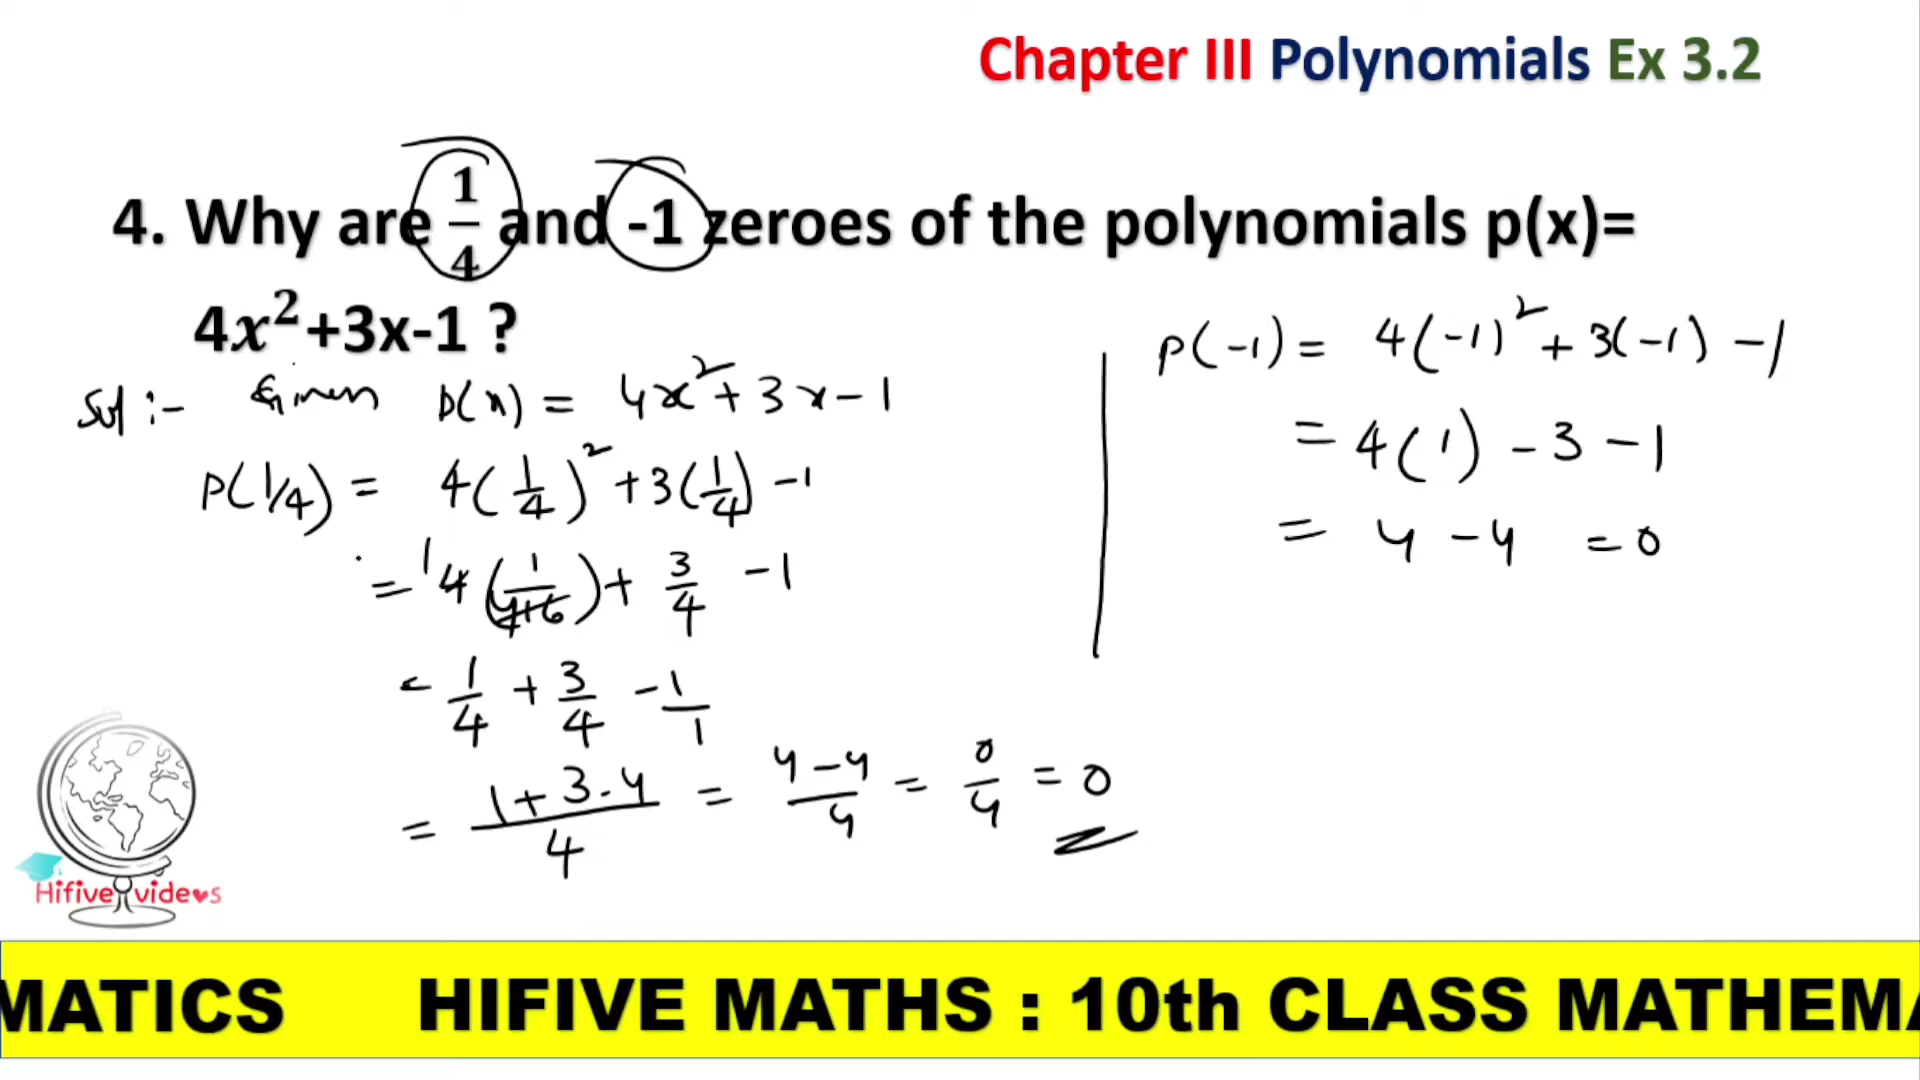 Chapter III Polynomials Ex 3.2
4. Why are 1/4 and -1 zeroes of the polynomials p(x)=
4x²+3x-1 ?
Sol :- Given p(x) = 4x² + 3x - 1
P(1/4) = 4(1/4)² + 3(1/4) - 1
= 4(1/16) + 3/4 - 1
= 1/4 + 3/4 - 1/1
= (1+3-4)/4 = (4-4)/4 = 0/4 = 0
P(-1) = 4(-1)² + 3(-1) - 1
= 4(1) - 3 - 1
= 4 - 4 = 0
Hifive videos
MATICS HIFIVE MATHS : 10th CLASS MATHEMA